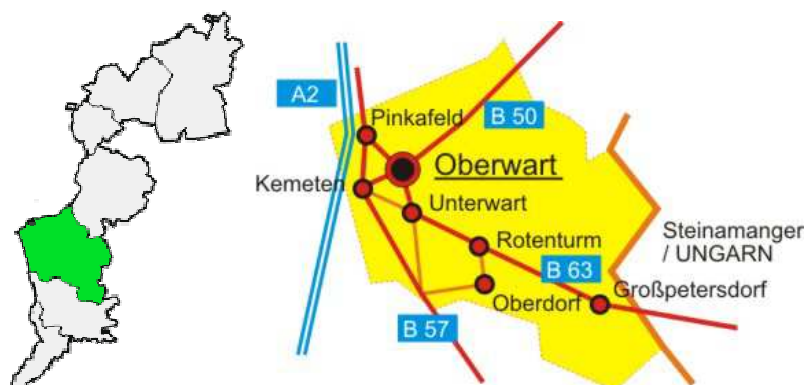 A2
Pinkafeld
B 50
Oberwart
Kemeten
Unterwart
Steinamanger
/ UNGARN
Rotenturm
B 63
Oberdorf
Großpetersdorf
B 57